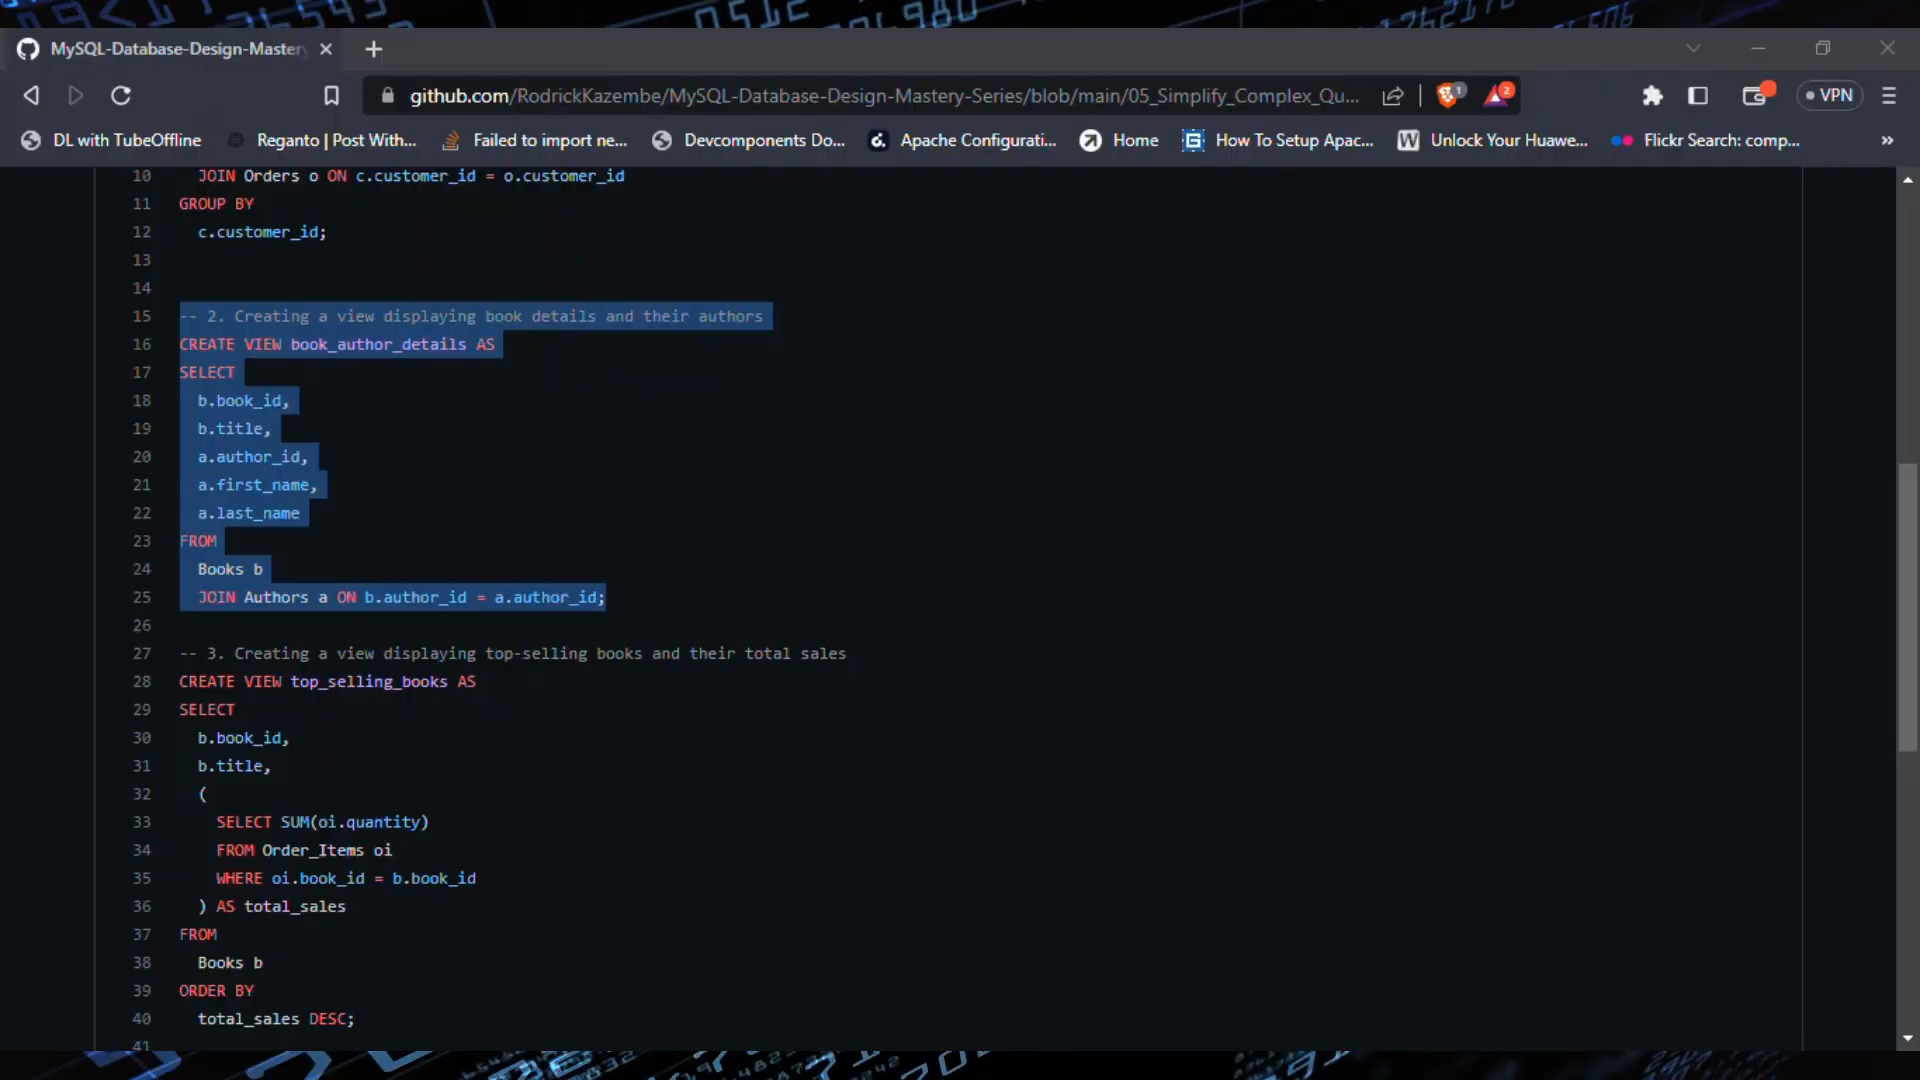 MySQL-Database-Design-Master
github.com/RodrickKazembe/MySQL-Database-Design-Mastery-Series/blob/main/05_Simplify_Complex_Qu...
1
2
VPN
DL with TubeOffline
Reganto | Post With...
Failed to import ne...
Devcomponents Do...
Apache Configurati...
Home
How To Setup Apac...
Unlock Your Huawe...
Flickr Search: comp...
»
10 JOIN Orders o ON c.customer_id = o.customer_id
11 GROUP BY
12 c.customer_id;
13
14
15 -- 2. Creating a view displaying book details and their authors
16 CREATE VIEW book_author_details AS
17 SELECT
18 b.book_id,
19 b.title,
20 a.author_id,
21 a.first_name,
22 a.last_name
23 FROM
24 Books b
25 JOIN Authors a ON b.author_id = a.author_id;
26
27 -- 3. Creating a view displaying top-selling books and their total sales
28 CREATE VIEW top_selling_books AS
29 SELECT
30 b.book_id,
31 b.title,
32 (
33 SELECT SUM(oi.quantity)
34 FROM Order_Items oi
35 WHERE oi.book_id = b.book_id
36 ) AS total_sales
37 FROM
38 Books b
39 ORDER BY
40 total_sales DESC;
41